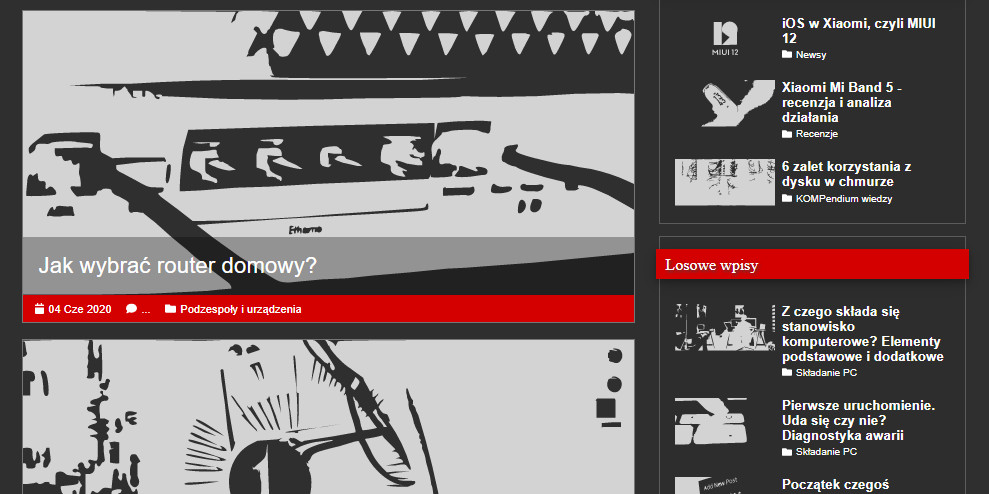 Ethernet
Jak wybrać router domowy?
04 Cze 2020 ... Podzespoły i urządzenia
1
MIUI 12
iOS w Xiaomi, czyli MIUI
12
Newsy
Xiaomi Mi Band 5 -
recenzja i analiza
działania
Recenzje
6 zalet korzystania z
dysku w chmurze
KOMPendium wiedzy
Losowe wpisy
Z czego składa się
stanowisko
komputerowe? Elementy
podstawowe i dodatkowe
Składanie PC
Pierwsze uruchomienie.
Uda się czy nie?
Diagnostyka awarii
Składanie PC
Add New Post
Początek czegoś